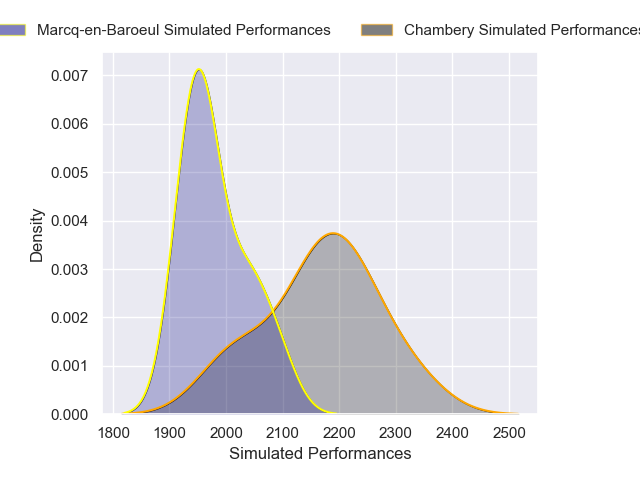 Marcq-en-Baroeul Simulated Performances
Chambery Simulated Performances
0.007
0.006
0.005
0.004
0.003
0.002
0.001
0.000
Density
1800 1900 2000 2100 2200 2300 2400 2500
Simulated Performances